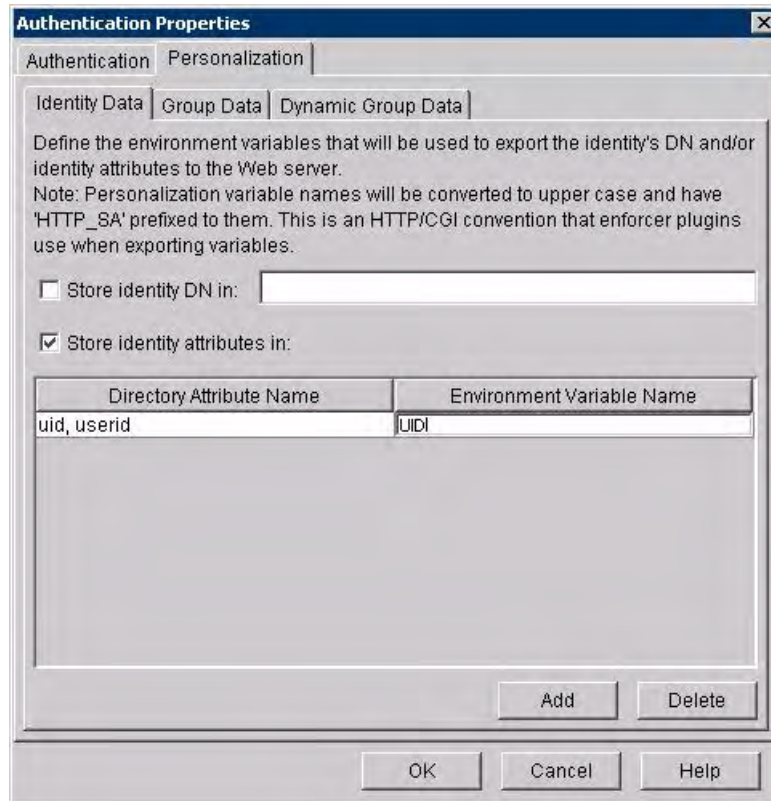 Authentication Properties
Authentication Personalization
Identity Data Group Data Dynamic Group Data
Define the environment variables that will be used to export the identity's DN and/or
identity attributes to the Web server.
Note: Personalization variable names will be converted to upper case and have
'HTTP_SA' prefixed to them. This is an HTTP/CGI convention that enforcer plugins
use when exporting variables.
Store identity DN in:
Store identity attributes in:
Directory Attribute Name Environment Variable Name
uid, userid UID
Add Delete
OK Cancel Help